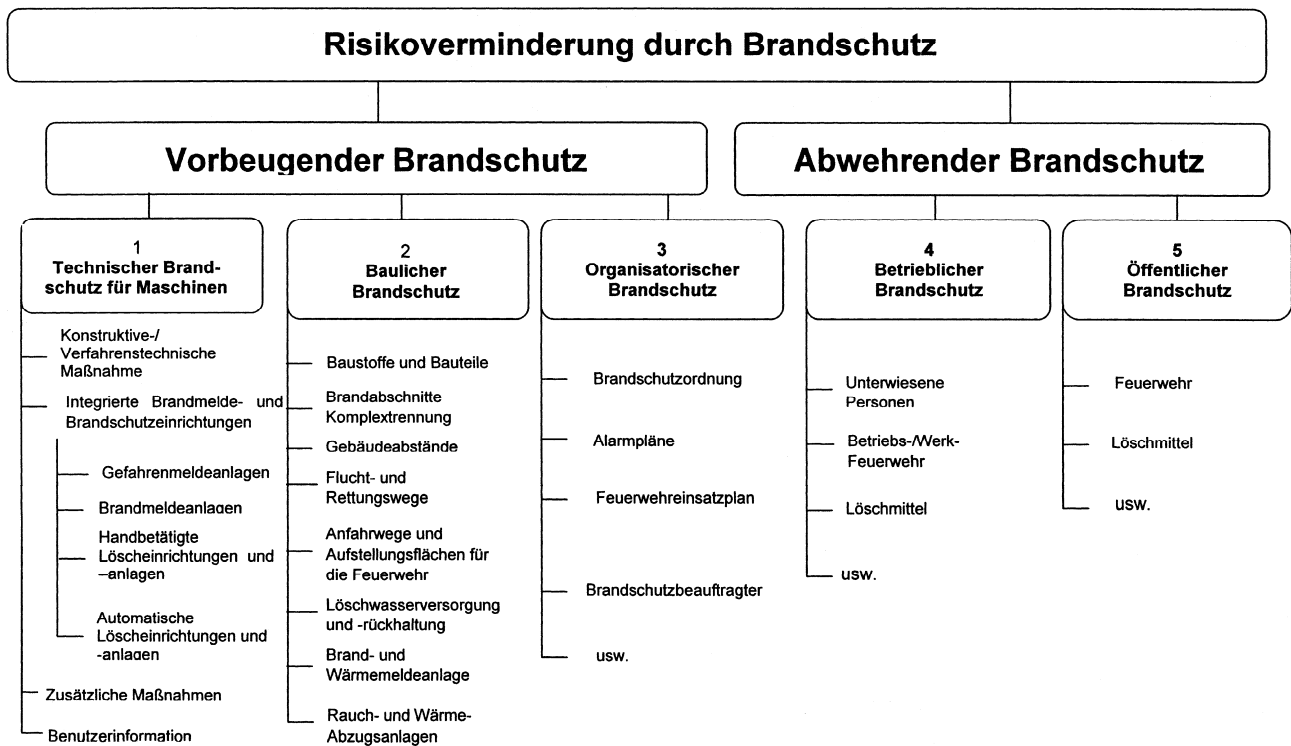 Risikoverminderung durch Brandschutz
Vorbeugender Brandschutz
Abwehrender Brandschutz
1
Technischer Brand-
schutz für Maschinen
Konstruktive-/
Verfahrenstechnische
Maßnahme
Integrierte Brandmelde- und
Brandschutzeinrichtungen
Gefahrenmeldeanlagen
Brandmeldeanlagen
Handbetätigte
Löscheinrichtungen und
–anlagen
Automatische
Löscheinrichtungen und
-anlagen
Zusätzliche Maßnahmen
Benutzerinformation
2
Baulicher
Brandschutz
Baustoffe und Bauteile
Brandabschnitte
Komplextrennung
Gebäudeabstände
Flucht- und
Rettungswege
Anfahrwege und
Aufstellungsflächen für
die Feuerwehr
Löschwasserversorgung
und -rückhaltung
Brand- und
Wärmemeldeanlage
Rauch- und Wärme-
Abzugsanlagen
3
Organisatorischer
Brandschutz
Brandschutzordnung
Alarmpläne
Feuerwehreinsatzplan
Brandschutzbeauftragter
usw.
4
Betrieblicher
Brandschutz
Unterwiesene
Personen
Betriebs-/Werk-
Feuerwehr
Löschmittel
usw.
5
Öffentlicher
Brandschutz
Feuerwehr
Löschmittel
usw.